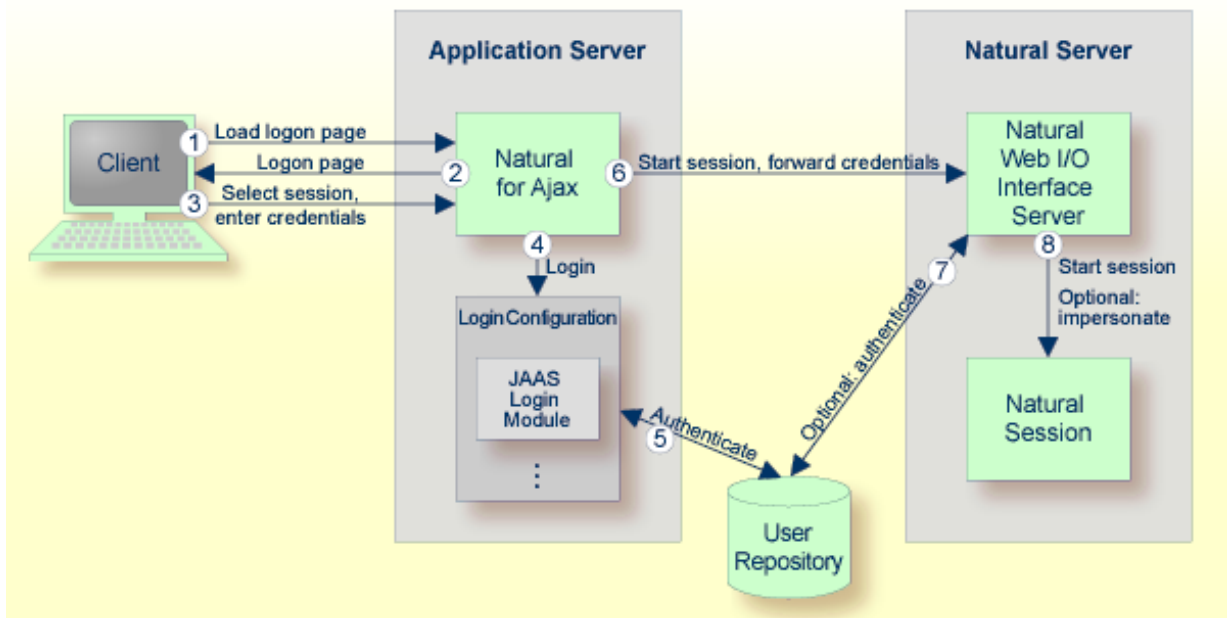 Application Server
Natural Server
Client
1
Load logon page
Logon page
2
3
Select session,
enter credentials
Natural
for Ajax
6
Start session, forward credentials
Natural
Web I/O
Interface
Server
4
Login
Login Configuration
JAAS
Login
Module
⋮
Authenticate
5
Optional: authenticate
7
8
Start session
Optional:
impersonate
Natural
Session
User
Repository